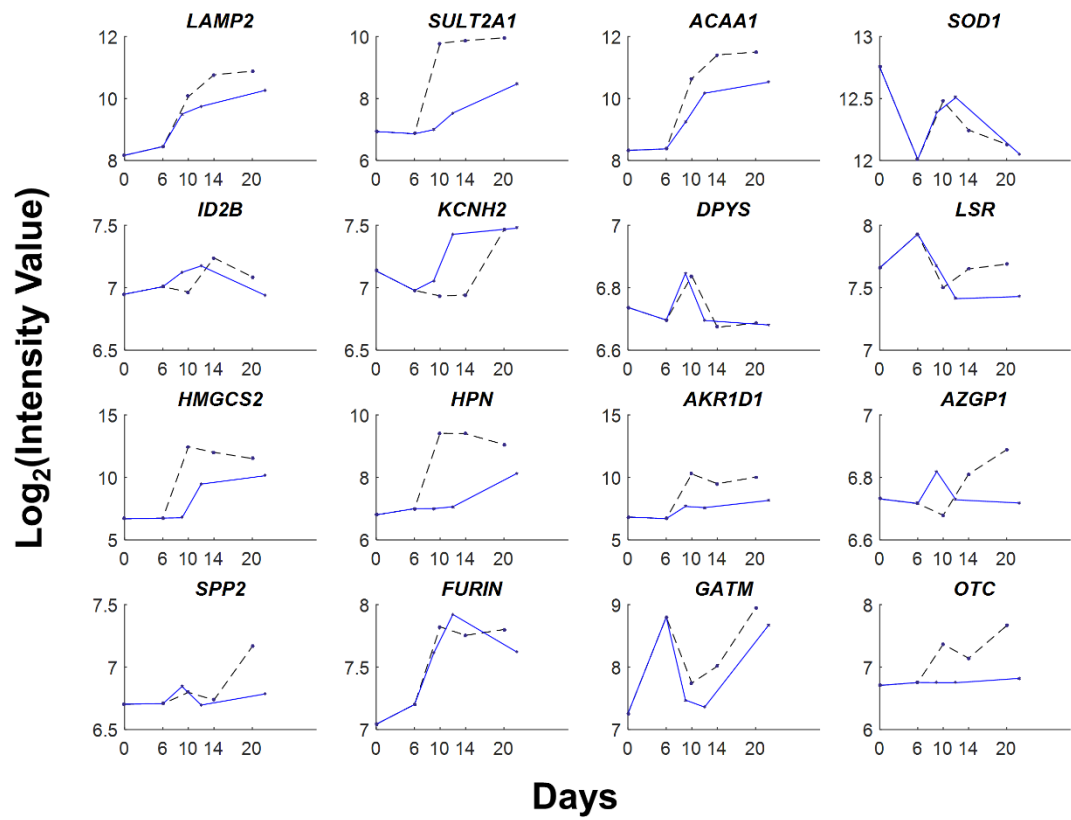 LAMP2 SULT2A1 ACAA1 SOD1
12 10 12 13
10 8 10 12.5
8 6 8 12
0 6 10 14 20 0 6 10 14 20 0 6 10 14 20 0 6 10 14 20
ID2B KCNH2 DPYS LSR
7.5 7.5 7 8
7 7 6.8 7.5
6.5 6.5 6.6 7
0 6 10 14 20 0 6 10 14 20 0 6 10 14 20 0 6 10 14 20
HMGCS2 HPN AKR1D1 AZGP1
15 10 15 7
10 8 10 6.8
5 6 5 6.6
0 6 10 14 20 0 6 10 14 20 0 6 10 14 20 0 6 10 14 20
SPP2 FURIN GATM OTC
7.5 8 9 8
7 7.5 8 7
6.5 7 7 6
0 6 10 14 20 0 6 10 14 20 0 6 10 14 20 0 6 10 14 20
Log₂(Intensity Value)
Days